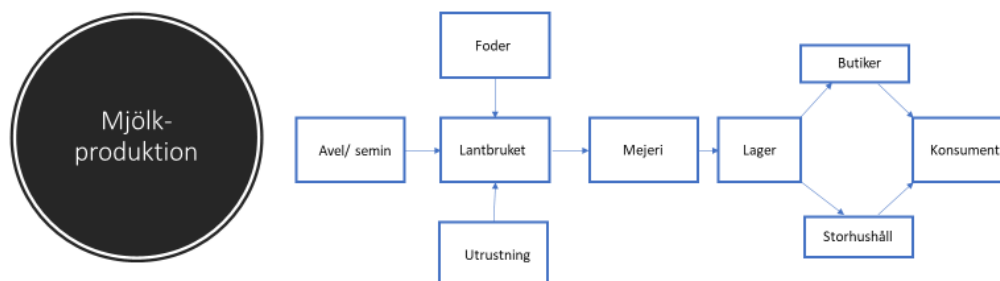 Mjölk-
produktion
Foder
Avel/ semin
Lantbruket
Utrustning
Mejeri
Lager
Butiker
Storhushåll
Konsument